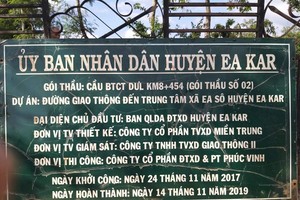 ỦY BAN NHÂN DÂN HUYỆN EA KAR
GÓI THẦU: CẦU BTCT DƯL KM8+454 (GÓI THẦU SỐ 02)
DỰ ÁN: ĐƯỜNG GIAO THÔNG ĐẾN TRUNG TÂM XÃ EA SÔ HUYỆN EA KAR
ĐẠI DIỆN CHỦ ĐẦU TƯ: BAN QLDA ĐTXD HUYỆN EA KAR
ĐƠN VỊ TV THIẾT KẾ: CÔNG TY CỔ PHẦN TVXD MIỀN TRUNG
ĐƠN VỊ TV GIÁM SÁT: CÔNG TY TNHH TVXD GIAO THÔNG II
ĐƠN VỊ THI CÔNG: CÔNG TY CỔ PHẦN ĐTXD & PT PHÚC VINH
NGÀY KHỞI CÔNG: NGÀY 24 THÁNG 11 NĂM 2017
NGÀY HOÀN THÀNH: NGÀY 14 THÁNG 11 NĂM 2019